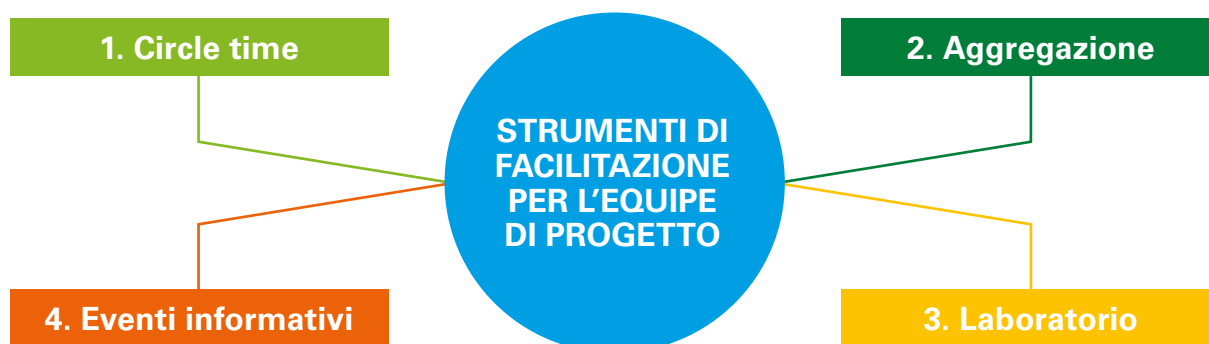 1. Circle time
2. Aggregazione
STRUMENTI DI
FACILITAZIONE
PER L'EQUIPE
DI PROGETTO
4. Eventi informativi
3. Laboratorio